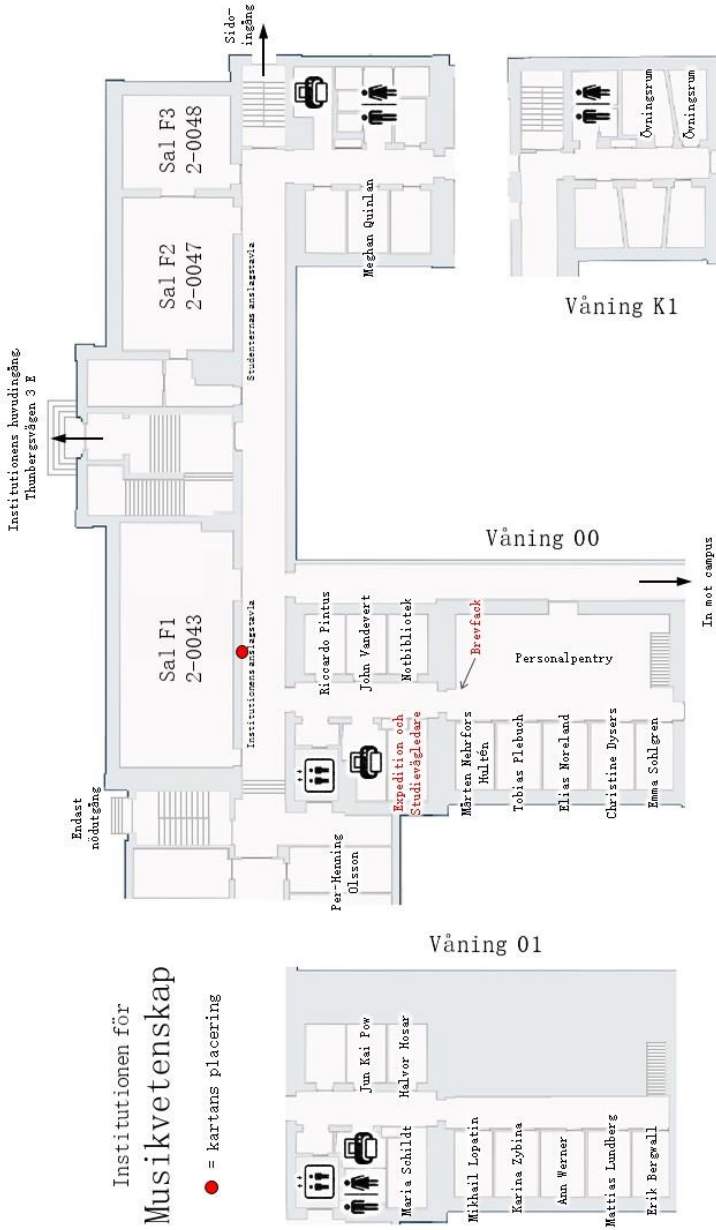 Institutionen för
Musikvetenskap
= kartans placering
Institutionens huvudingång,
Thunbergsvägen 3 E
Sido-
ingång
Endast
nödutgång
Sal F1
2-0043
Sal F2
2-0047
Sal F3
2-0048
Institutionens anslagstavla
Studenternas anslagstavla
Per-Henning
Olsson
Riccardo Pintus
John Vandevert
Notbibliotek
Expedition och
Studievägledare
Brevfack
Personalpentry
Mårten Nehrfors
Hultén
Tobias Plebuch
Elias Moreland
Christine Dysers
Emma Sohlgren
Meghan Quinlan
Våning 00
In mot campus
Våning K1
Övningsrum
Övningsrum
Våning 01
Jun Kai Pow
Halvor Hosar
Maria Schildt
Mikhail Lopatin
Karina Zybina
Ann Werner
Mattias Lundberg
Erik Bergwall